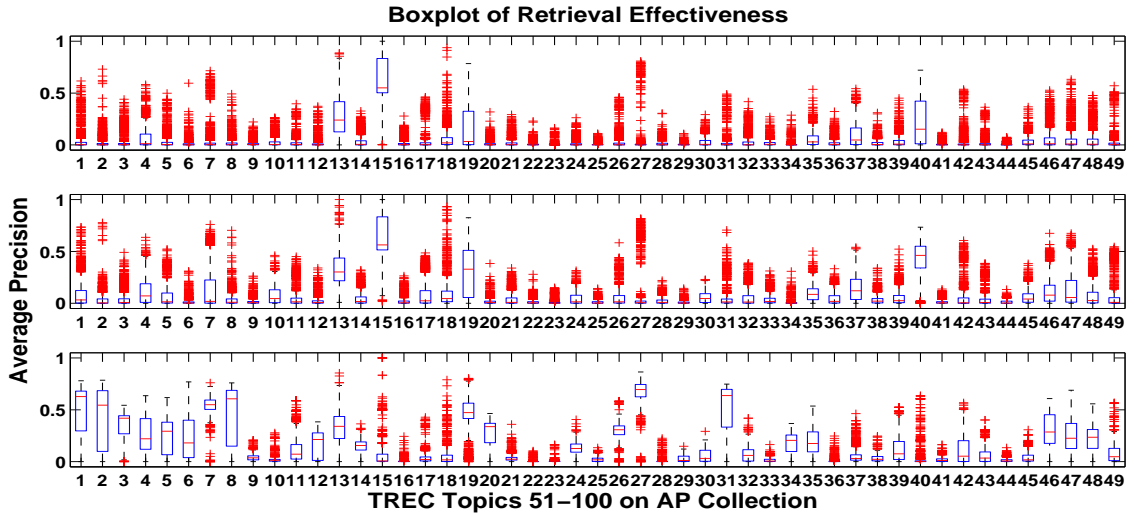 Boxplot of Retrieval Effectiveness
1
0.5
0
1 2 3 4 5 6 7 8 9 10 11 12 13 14 15 16 17 18 19 20 21 22 23 24 25 26 27 28 29 30 31 32 33 34 35 36 37 38 39 40 41 42 43 44 45 46 47 48 49
1
0.5
0
1 2 3 4 5 6 7 8 9 10 11 12 13 14 15 16 17 18 19 20 21 22 23 24 25 26 27 28 29 30 31 32 33 34 35 36 37 38 39 40 41 42 43 44 45 46 47 48 49
Average Precision
1
0.5
0
1 2 3 4 5 6 7 8 9 10 11 12 13 14 15 16 17 18 19 20 21 22 23 24 25 26 27 28 29 30 31 32 33 34 35 36 37 38 39 40 41 42 43 44 45 46 47 48 49
TREC Topics 51−100 on AP Collection